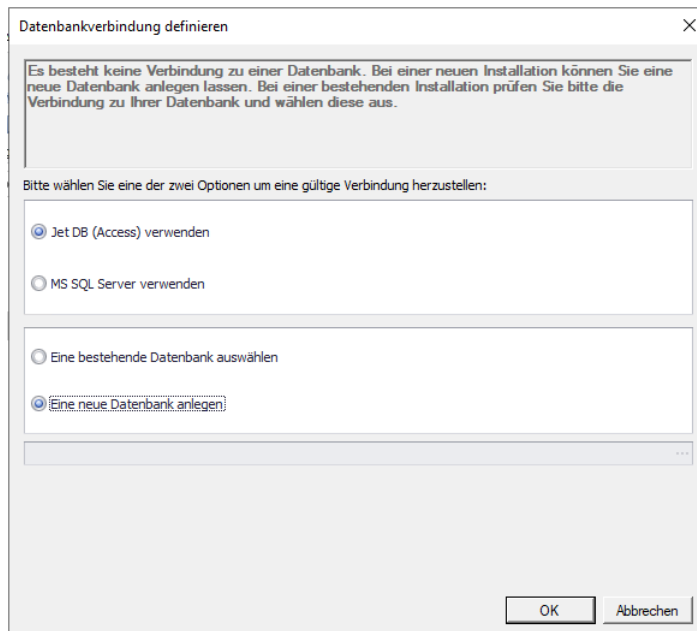 Datenbankverbindung definieren
Es besteht keine Verbindung zu einer Datenbank. Bei einer neuen Installation können Sie eine
neue Datenbank anlegen lassen. Bei einer bestehenden Installation prüfen Sie bitte die
Verbindung zu Ihrer Datenbank und wählen diese aus.
Bitte wählen Sie eine der zwei Optionen um eine gültige Verbindung herzustellen:
Jet DB (Access) verwenden
MS SQL Server verwenden
Eine bestehende Datenbank auswählen
Eine neue Datenbank anlegen
...
OK Abbrechen